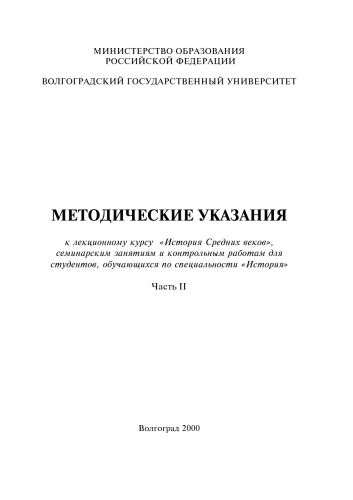 МИНИСТЕРСТВО ОБРАЗОВАНИЯ
РОССИЙСКОЙ ФЕДЕРАЦИИ
ВОЛГОГРАДСКИЙ ГОСУДАРСТВЕННЫЙ УНИВЕРСИТЕТ
МЕТОДИЧЕСКИЕ УКАЗАНИЯ
к лекционному курсу «История Средних веков»,
семинарским занятиям и контрольным работам для
студентов, обучающихся по специальности «История»
Часть II
Волгоград 2000